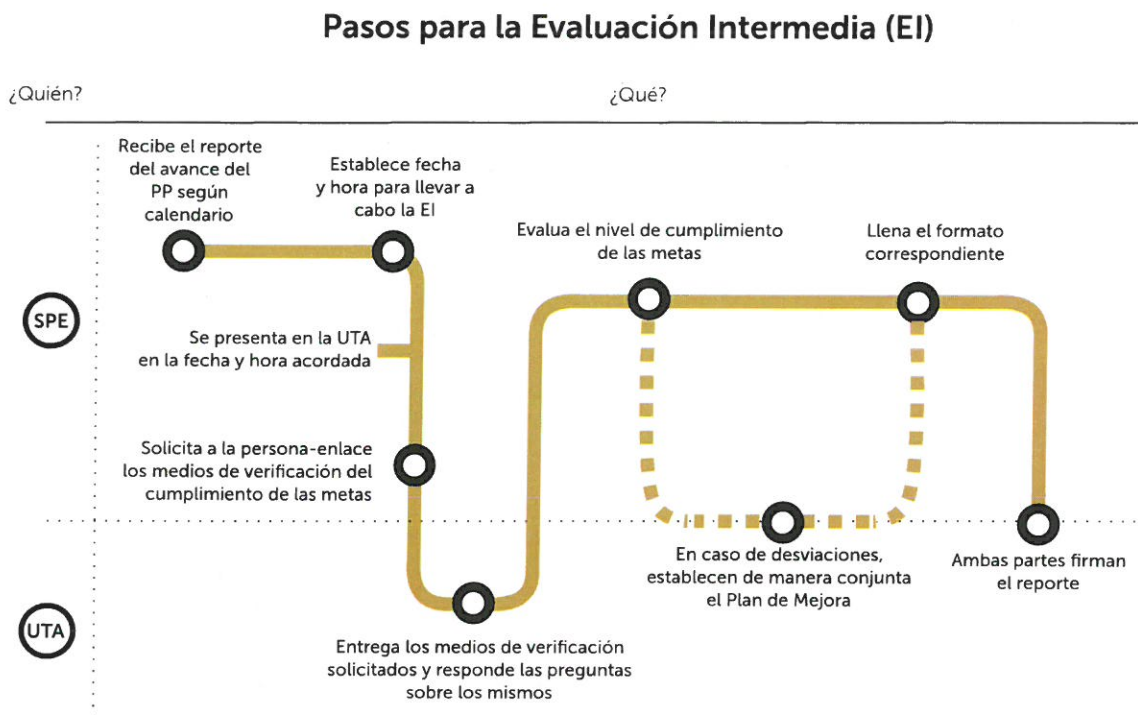 Pasos para la Evaluación Intermedia (EI)
¿Quién?
¿Qué?
Recibe el reporte
del avance del
PP según
calendario
Establece fecha
y hora para llevar a
cabo la EI
Evalua el nivel de cumplimiento
de las metas
Llena el formato
correspondiente
SPE
Se presenta en la UTA
en la fecha y hora acordada
Solicita a la persona-enlace
los medios de verificación del
cumplimiento de las metas
En caso de desviaciones,
establecen de manera conjunta
el Plan de Mejora
Ambas partes firman
el reporte
UTA
Entrega los medios de verificación
solicitados y responde las preguntas
sobre los mismos